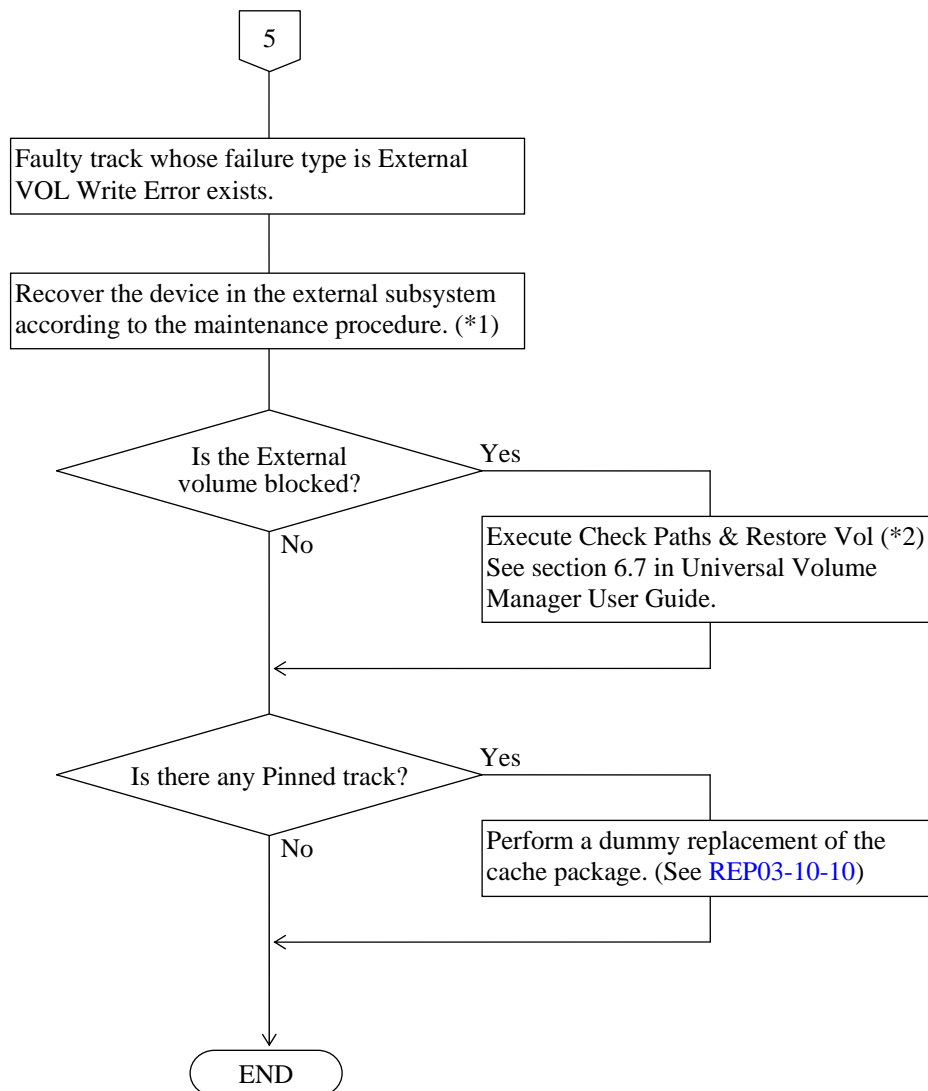 5
Faulty track whose failure type is External
VOL Write Error exists.
Recover the device in the external subsystem
according to the maintenance procedure. (*1)
Is the External
volume blocked?
Yes
No
Execute Check Paths & Restore Vol (*2)
See section 6.7 in Universal Volume
Manager User Guide.
Is there any Pinned track?
Yes
No
Perform a dummy replacement of the
cache package. (See REP03-10-10)
END